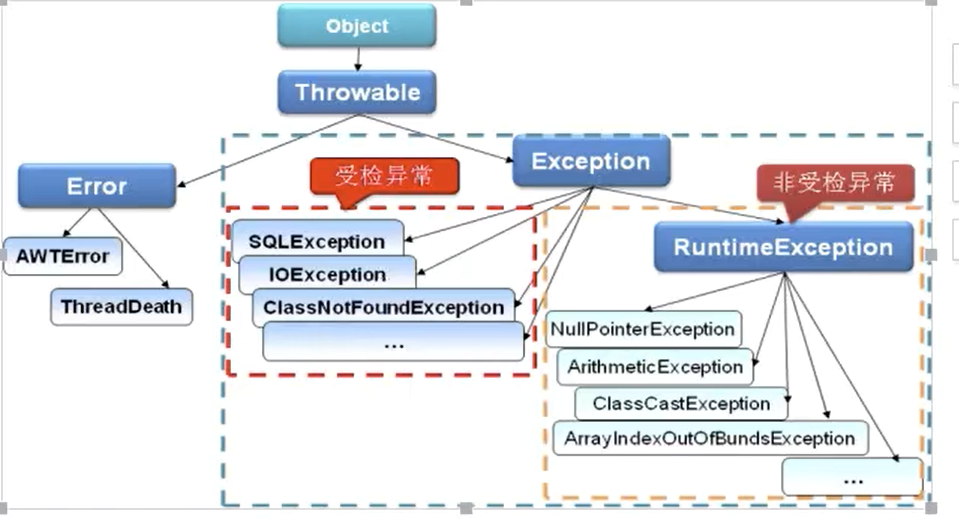 Object
Throwable
Error
受检异常
Exception
非受检异常
AWTError
ThreadDeath
SQLException
IOException
ClassNotFoundException
...
RuntimeException
NullPointerException
ArithmeticException
ClassCastException
ArrayIndexOutOfBundsException
...